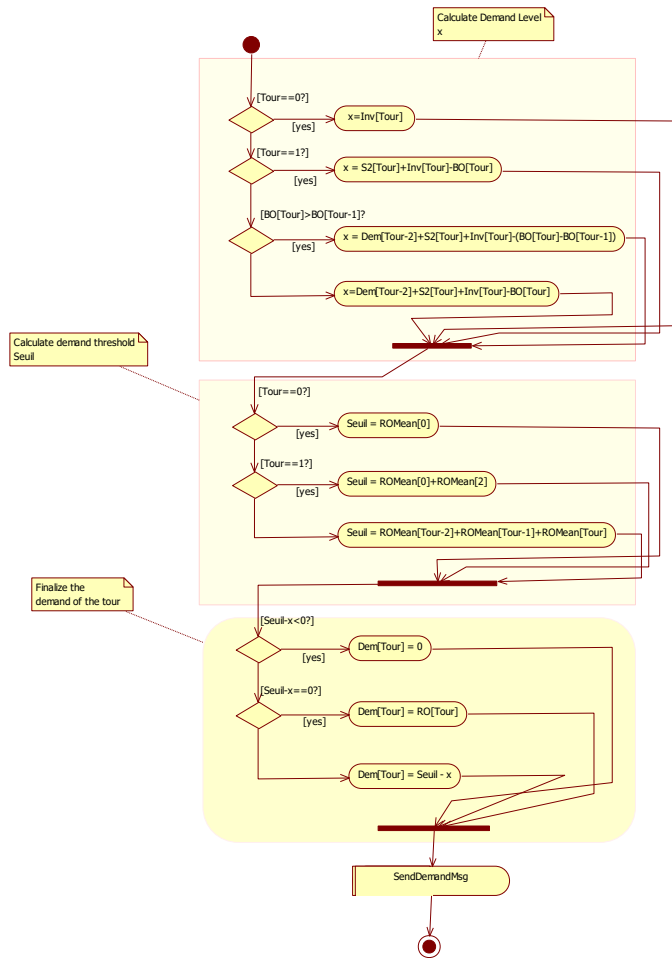 Calculate Demand Level
x
[Tour==0?]
x=Inv[Tour]
[yes]
[Tour==1?]
x = S2[Tour]+Inv[Tour]-BO[Tour]
[yes]
[BO[Tour]>BO[Tour-1]?
x = Dem[Tour-2]+S2[Tour]+Inv[Tour]-(BO[Tour]-BO[Tour-1])
[yes]
x=Dem[Tour-2]+S2[Tour]+Inv[Tour]-BO[Tour]
Calculate demand threshold
Seuil
[Tour==0?]
Seuil = ROMean[0]
[yes]
[Tour==1?]
Seuil = ROMean[0]+ROMean[2]
[yes]
Seuil = ROMean[Tour-2]+ROMean[Tour-1]+ROMean[Tour]
Finalize the
demand of the tour
[Seuil-x<0?]
Dem[Tour] = 0
[yes]
[Seuil-x==0?]
Dem[Tour] = RO[Tour]
[yes]
Dem[Tour] = Seuil - x
SendDemandMsg